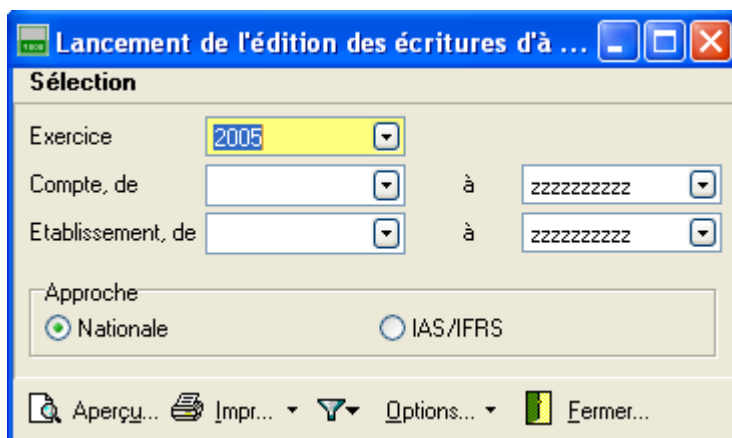 Lancement de l'édition des écritures d'à ...
Sélection
Exercice 2005
Compte, de à zzzzzzzzzz
Etablissement, de à zzzzzzzzzz
Approche
Nationale IAS/IFRS
Aperçu... Impr... Options... Fermer...